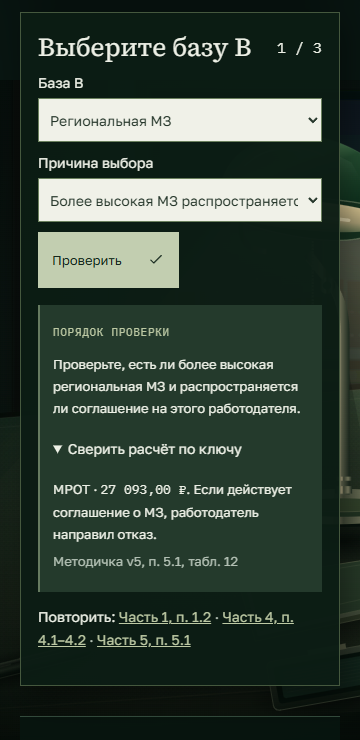 Выберите базу В 1 / 3
База В
Региональная МЗ
Причина выбора
Более высокая МЗ распространяетс
Проверить ✓
ПОРЯДОК ПРОВЕРКИ
Проверьте, есть ли более высокая
региональная МЗ и распространяется
ли соглашение на этого работодателя.
▼ Сверить расчёт по ключу
МРОТ · 27 093,00 ₽. Если действует
соглашение о МЗ, работодатель
направил отказ.
Методичка v5, п. 5.1, табл. 12
Повторить: Часть 1, п. 1.2 · Часть 4, п.
4.1–4.2 · Часть 5, п. 5.1